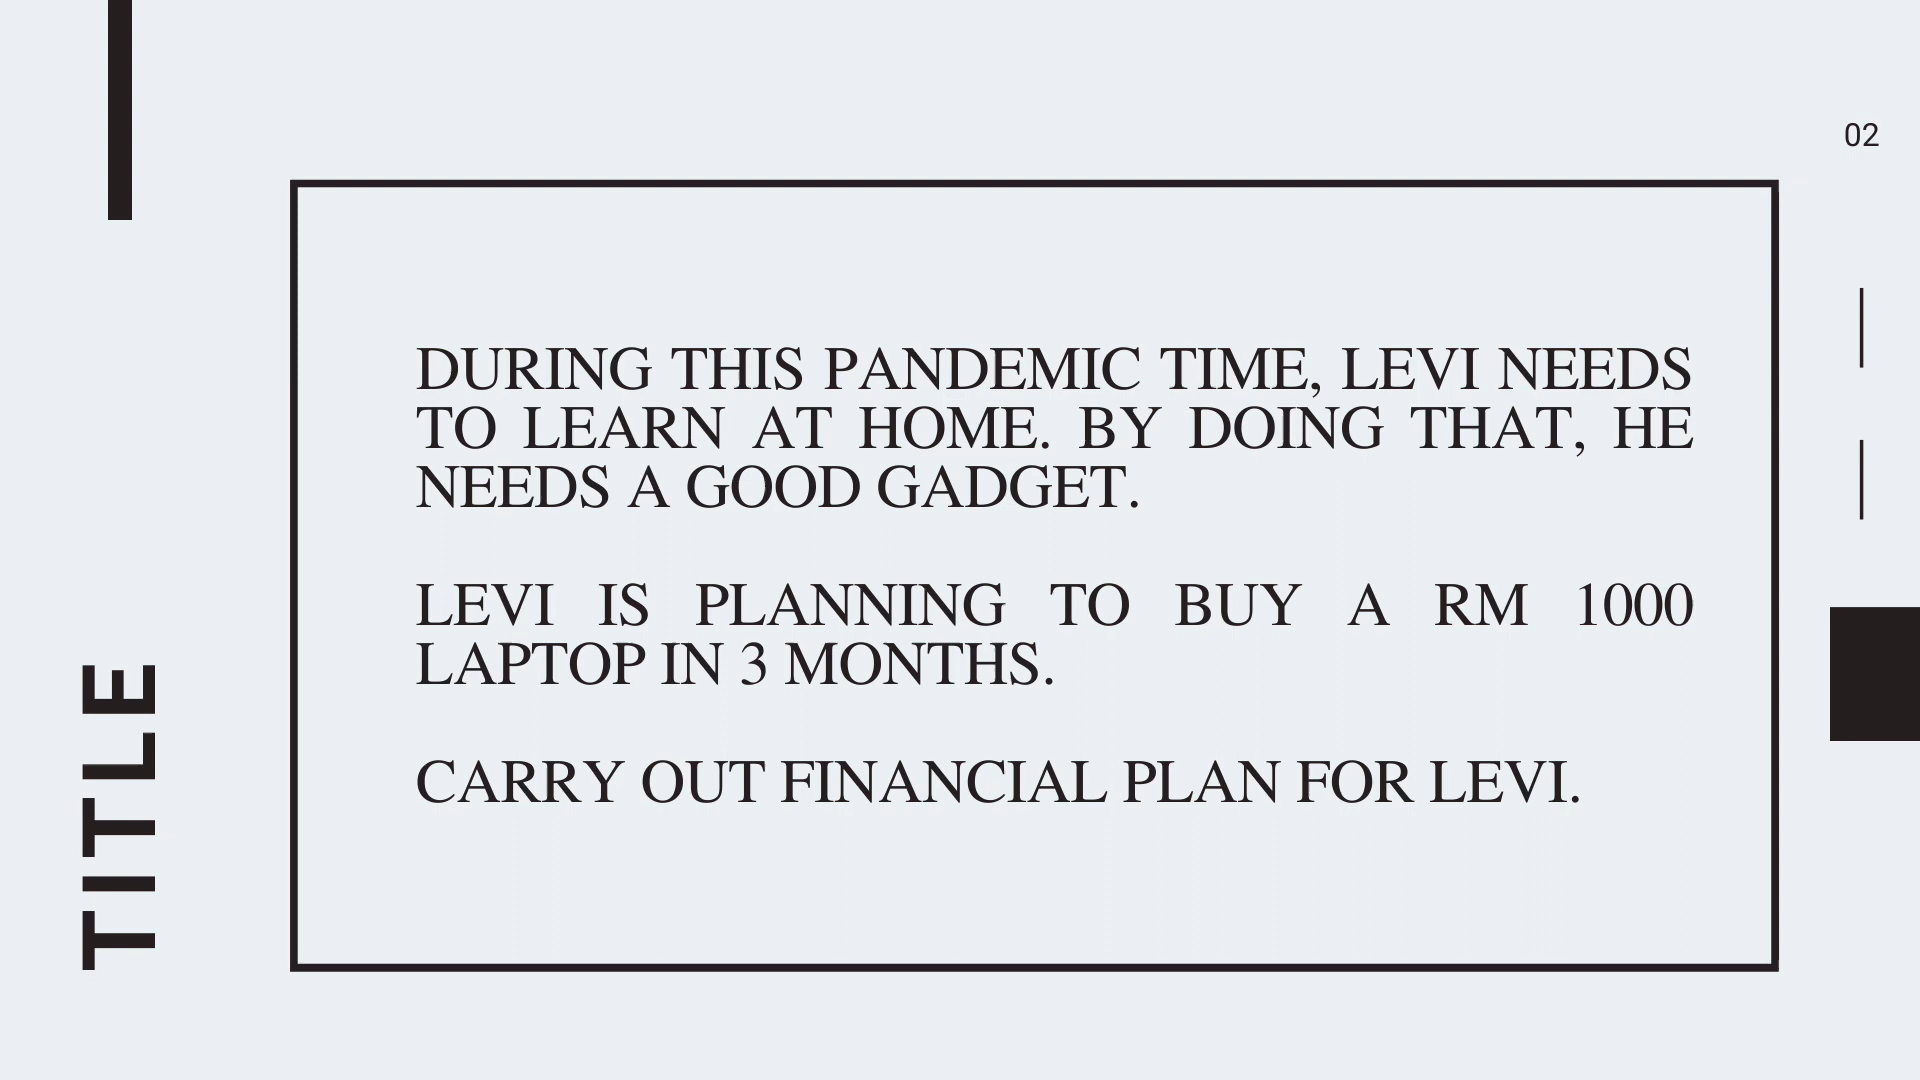 02
DURING THIS PANDEMIC TIME, LEVI NEEDS
TO LEARN AT HOME. BY DOING THAT, HE
NEEDS A GOOD GADGET.
LEVI IS PLANNING TO BUY A RM 1000
LAPTOP IN 3 MONTHS.
CARRY OUT FINANCIAL PLAN FOR LEVI.
TITLE